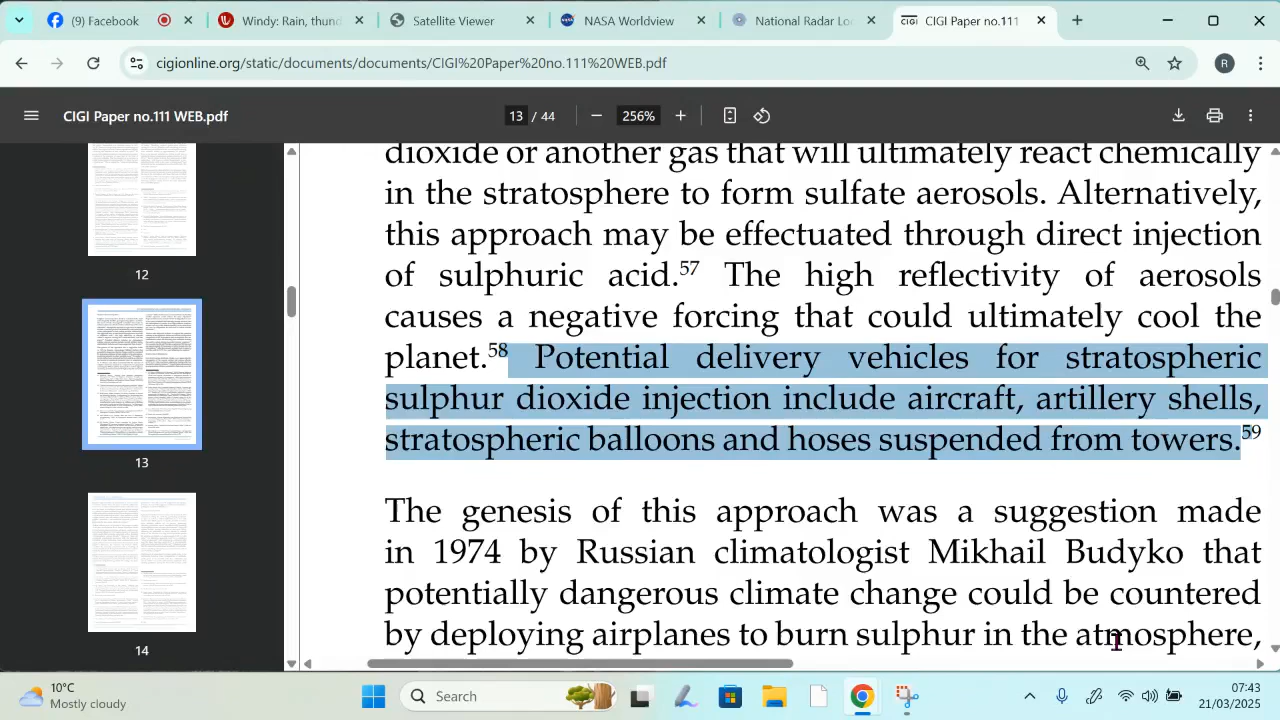 (9) Facebook
Windy: Rain, thund
Satellite Views
NASA Worldview
National Radar Loo
CIGI
CIGI Paper no.111
cigionline.org/static/documents/documents/CIGI%20Paper%20no.111%20WEB.pdf
R
CIGI Paper no.111 WEB.pdf
13 / 44
256%
12
13
14
dioxide or another gas that will ultimately react chemically
in the stratosphere to form sulfate aerosols. Alternatively,
this approach may be effectuated through direct injection
of sulphuric acid.57 The high reflectivity of aerosols
causes a negative forcing that could ultimately cool the
planet.58 Potential delivery vehicles for stratospheric
sulphur dioxide injection include aircraft, artillery shells,
stratospheric balloons and hoses suspended from towers.59
The genesis of this approach was a suggestion made
in 1974 by Russian climatologist Mikhail Budyko that
potentially dangerous climate change could be countered
by deploying airplanes to burn sulphur in the atmosphere,
10°C
Mostly cloudy
Search
07:43
21/03/2025